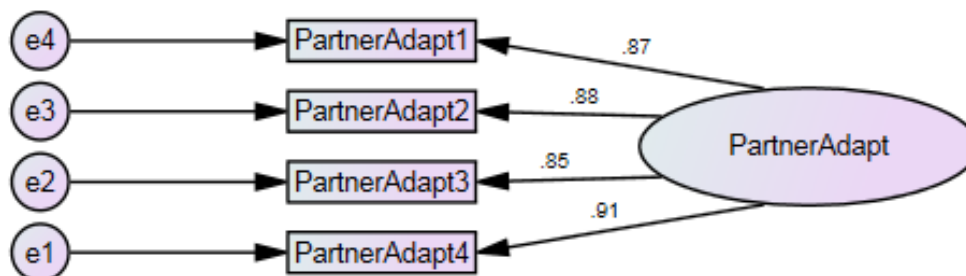 e4 PartnerAdapt1 .87
e3 PartnerAdapt2 .88
PartnerAdapt
e2 PartnerAdapt3 .85
e1 PartnerAdapt4 .91